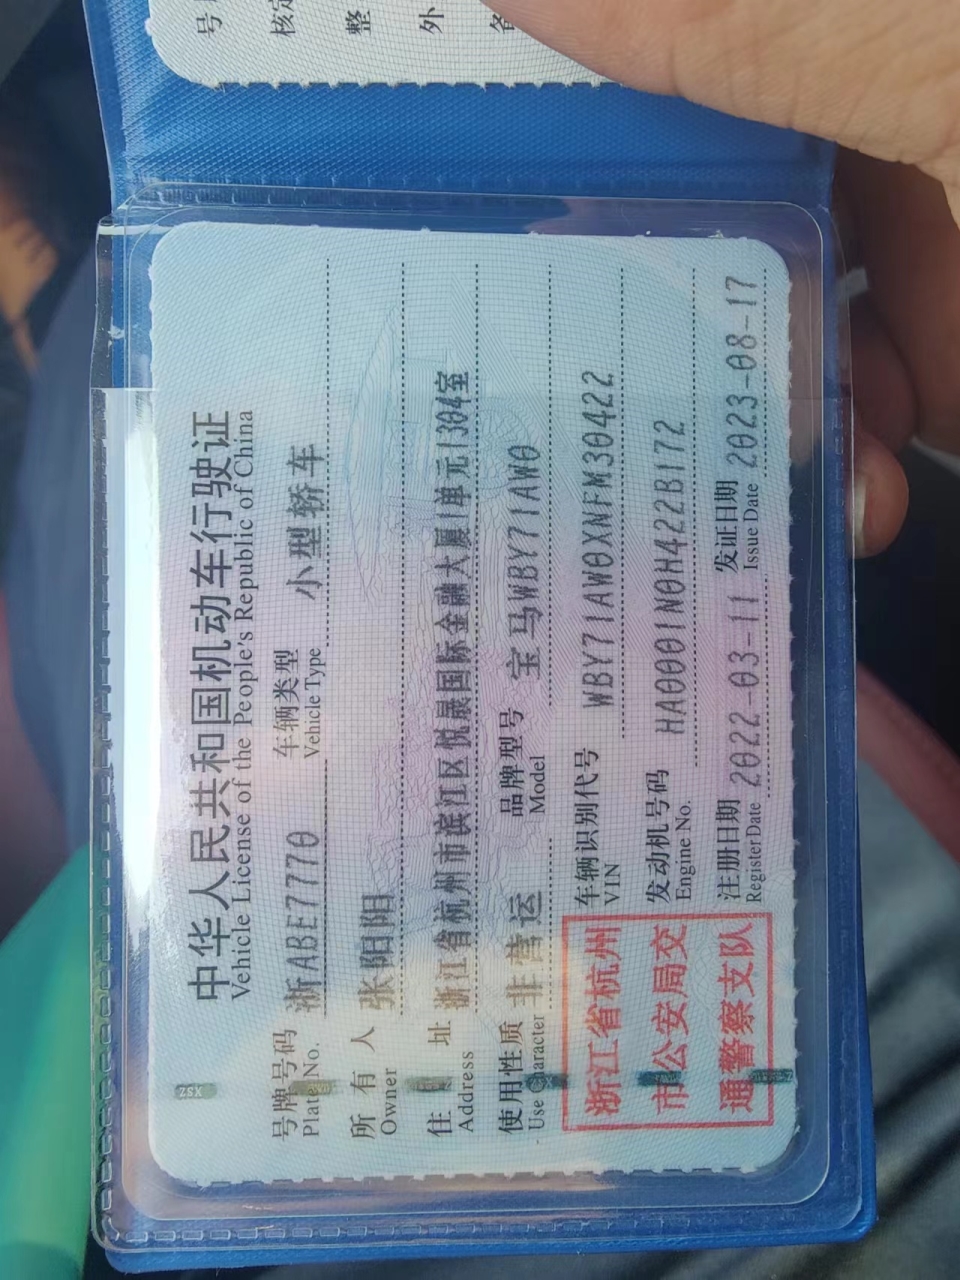 中华人民共和国机动车行驶证
Vehicle License of the People's Republic of China
号牌号码 浙ABE7770 车辆类型 小型轿车
Plate No. Vehicle Type
所有人 张阳阳
Owner
住址 浙江省杭州市滨江区悦晟国际金融大厦1单元1304室
Address
使用性质 非营运 品牌型号 宝马WBY71AW0
Use Character Model
浙江省杭州
市公安局交
通警察支队
车辆识别代号 WBY71AW0XNFM30422
VIN
发动机号码 HA0001N0H422B172
Engine No.
注册日期 2022-03-11 发证日期 2023-08-17
Register Date Issue Date
XSZ
号
核定
整
外